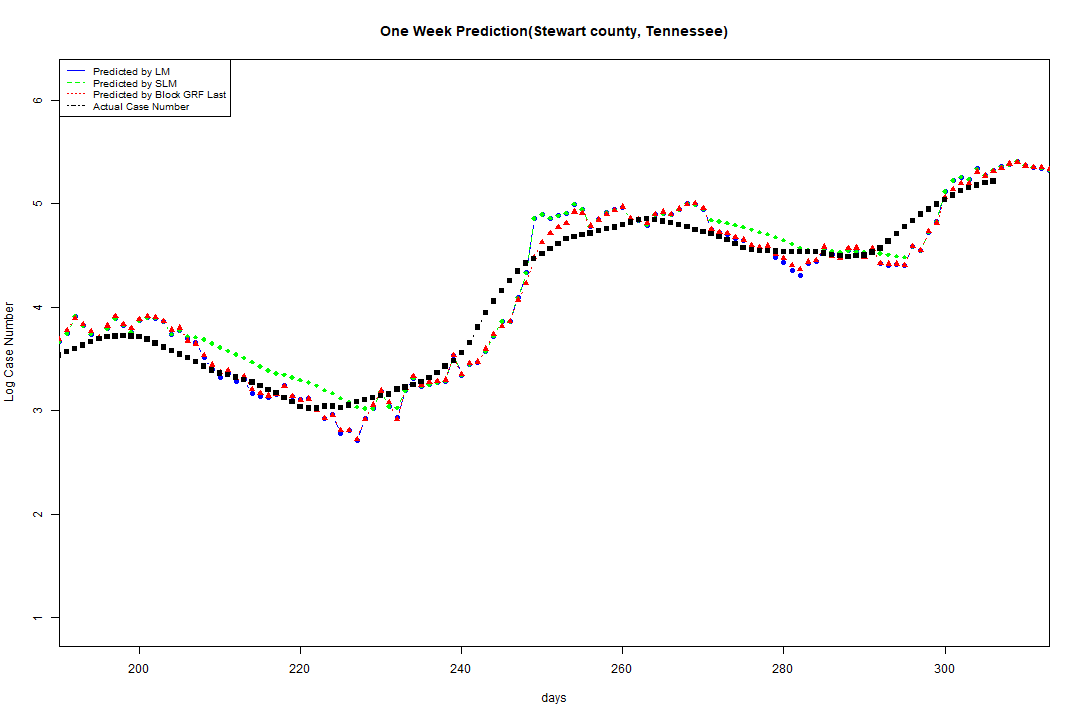 One Week Prediction(Stewart county, Tennessee)
Predicted by LM
Predicted by SLM
Predicted by Block GRF Last
Actual Case Number
6
5
4
3
2
1
Log Case Number
200 220 240 260 280 300
days